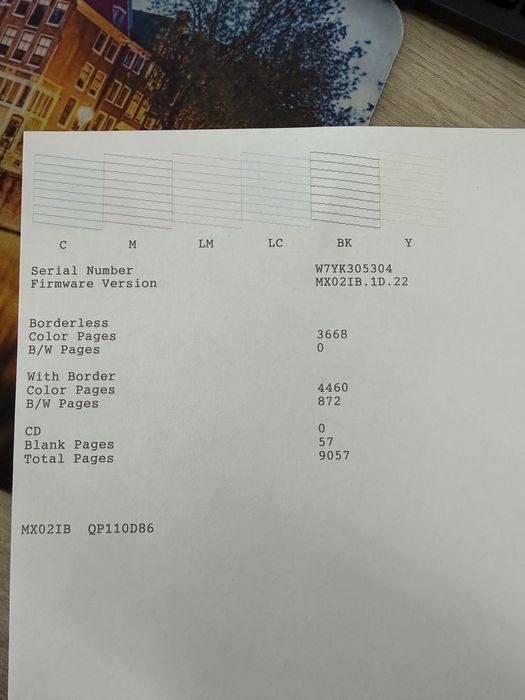 C M LM LC BK Y
Serial Number W7YK305304
Firmware Version MX02IB.1D.22
Borderless
Color Pages 3668
B/W Pages 0
With Border
Color Pages 4460
B/W Pages 872
CD 0
Blank Pages 57
Total Pages 9057
MX02IB QP110D86